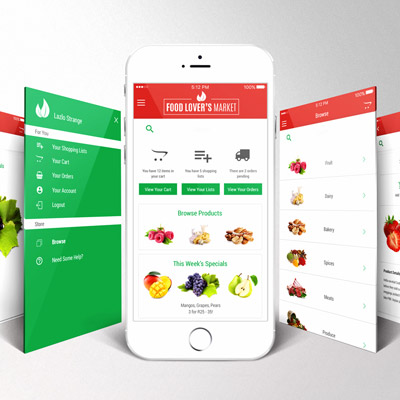 Lazlo Strange
For You
Your Shopping Lists
Your Cart
Your Orders
Your Account
Logout
Store
Browse
Need Some Help?
5:12 PM
FOOD LOVER'S MARKET
You have 12 items in
your cart
You have 5 shopping
lists
There are 2 orders
pending
View Your Cart
View Your Lists
View Your Orders
Browse Products
This Week's Specials
Mangos, Grapes, Pears
3 for R25 - 35!
5:12 PM
Browse
Fruit
Dairy
Bakery
Spices
Meats
Produce